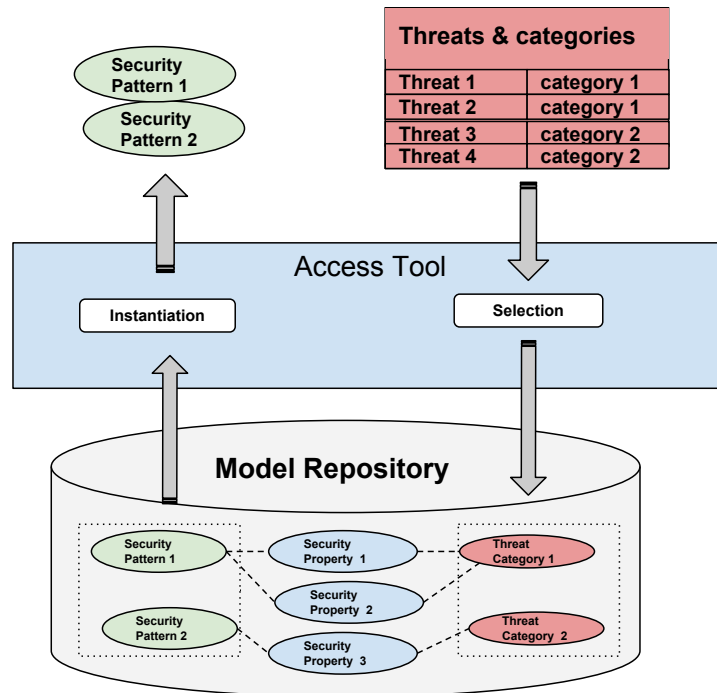 Security
Pattern 1
Security
Pattern 2
Threats & categories
Threat 1 category 1
Threat 2 category 1
Threat 3 category 2
Threat 4 category 2
Access Tool
Instantiation
Selection
Model Repository
Security
Pattern 1
Security
Property 1
Threat
Category 1
Security
Property 2
Security
Pattern 2
Security
Property 3
Threat
Category 2